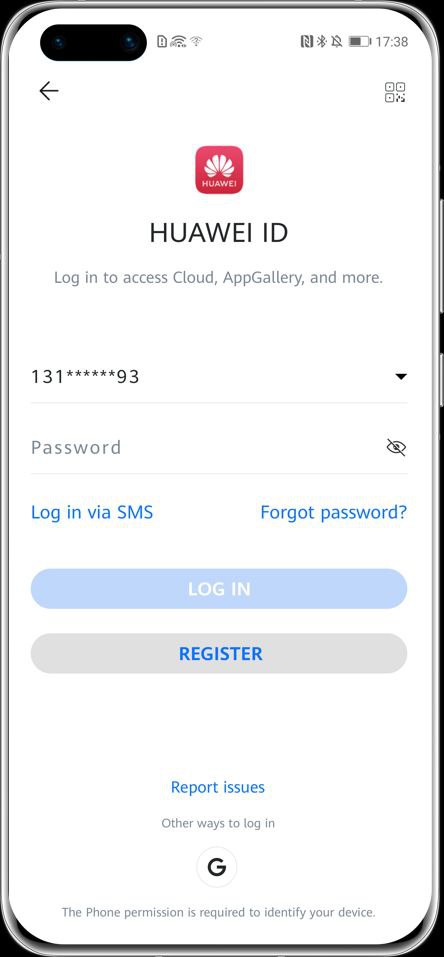 17:38
HUAWEI
HUAWEI ID
Log in to access Cloud, AppGallery, and more.
131******93
Password
Log in via SMS Forgot password?
LOG IN
REGISTER
Report issues
Other ways to log in
G
The Phone permission is required to identify your device.